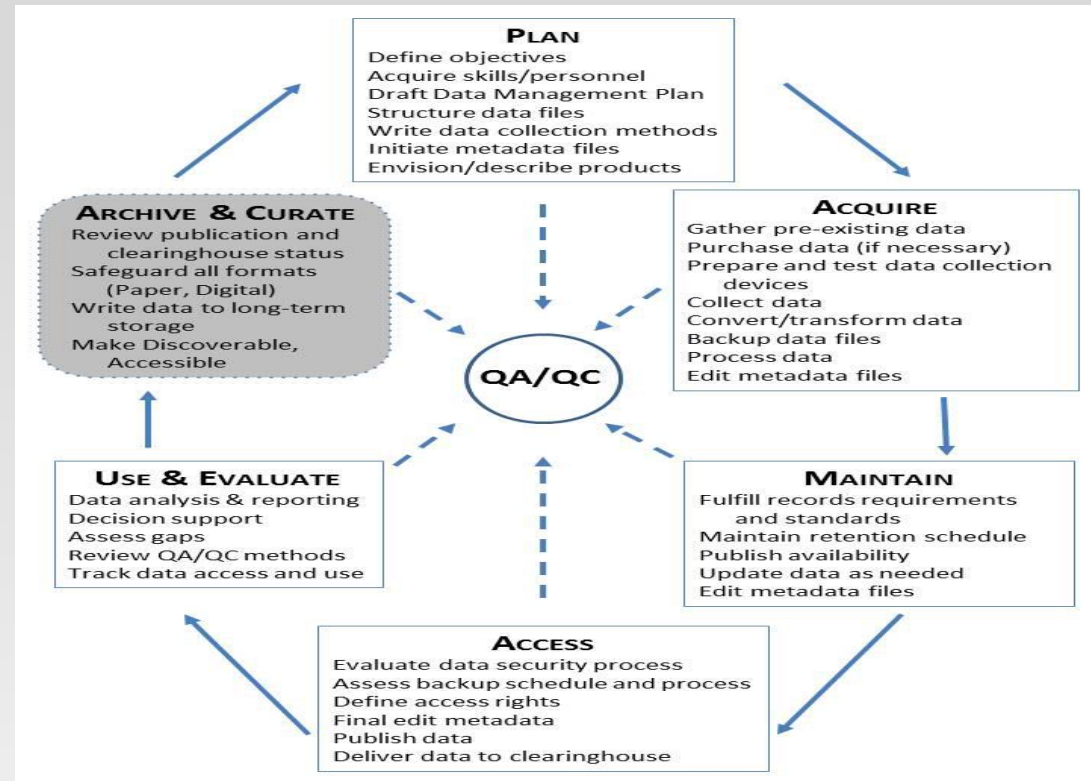 PLAN
Define objectives
Acquire skills/personnel
Draft Data Management Plan
Structure data files
Write data collection methods
Initiate metadata files
Envision/describe products
ACQUIRE
Gather pre-existing data
Purchase data (if necessary)
Prepare and test data collection
devices
Collect data
Convert/transform data
Backup data files
Process data
Edit metadata files
MAINTAIN
Fulfill records requirements
and standards
Maintain retention schedule
Publish availability
Update data as needed
Edit metadata files
ACCESS
Evaluate data security process
Assess backup schedule and process
Define access rights
Final edit metadata
Publish data
Deliver data to clearinghouse
USE & EVALUATE
Data analysis & reporting
Decision support
Assess gaps
Review QA/QC methods
Track data access and use
ARCHIVE & CURATE
Review publication and
clearinghouse status
Safeguard all formats
(Paper, Digital)
Write data to long-term
storage
Make Discoverable,
Accessible
QA/QC